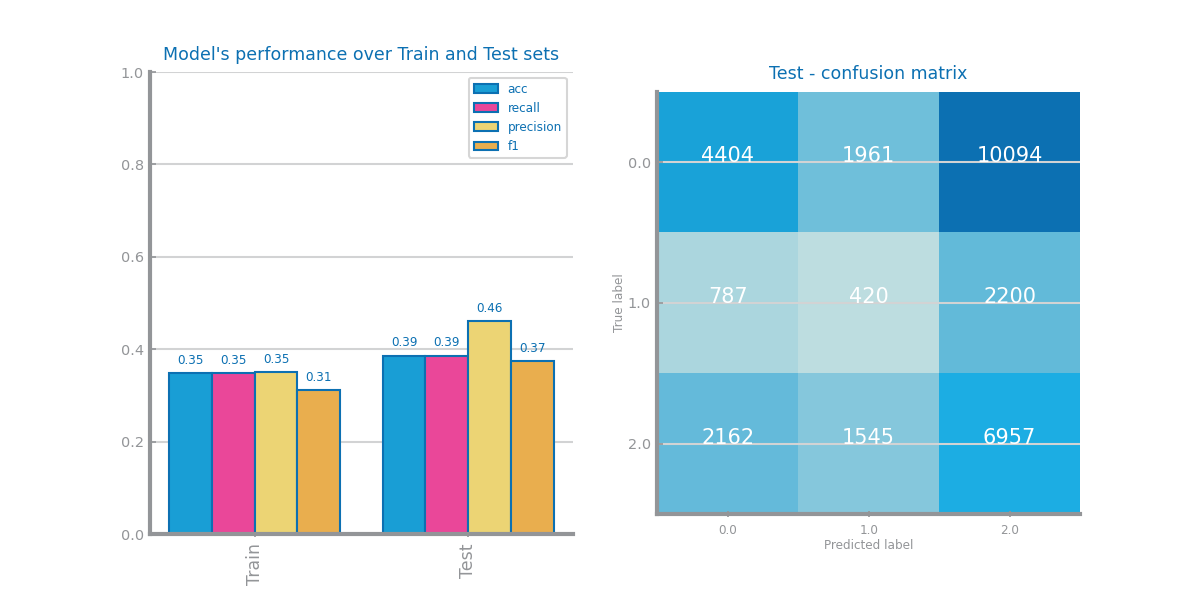 Model's performance over Train and Test sets
1.0
0.8
0.6
0.4
0.2
0.0
acc
recall
precision
f1
0.35
0.35
0.35
0.31
0.39
0.39
0.46
0.37
Train
Test
Test - confusion matrix
True label
0.0
4404 1961 10094
1.0
787 420 2200
2.0
2162 1545 6957
0.0 1.0 2.0
Predicted label